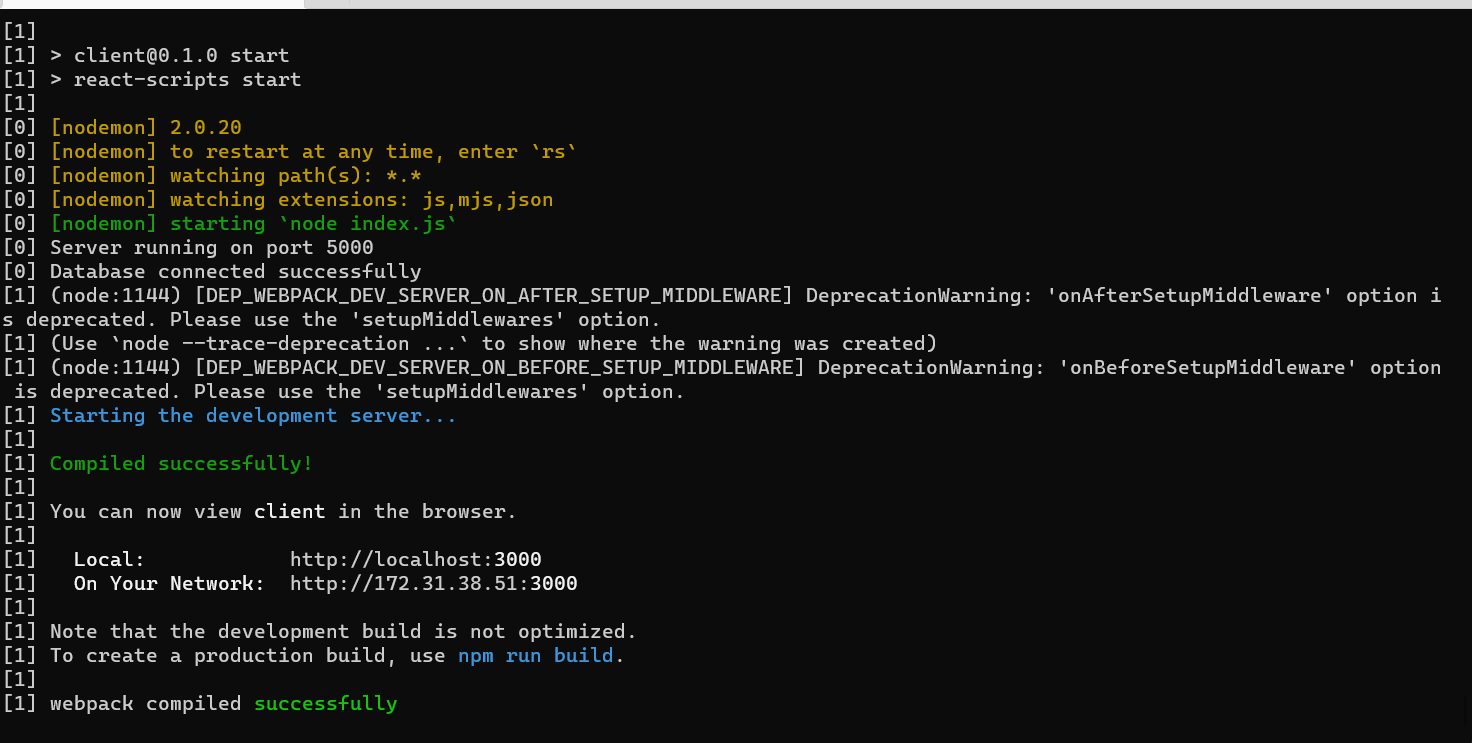 [1]
[1] > client@0.1.0 start
[1] > react-scripts start
[1]
[0] [nodemon] 2.0.20
[0] [nodemon] to restart at any time, enter `rs`
[0] [nodemon] watching path(s): *.*
[0] [nodemon] watching extensions: js,mjs,json
[0] [nodemon] starting `node index.js`
[0] Server running on port 5000
[0] Database connected successfully
[1] (node:1144) [DEP_WEBPACK_DEV_SERVER_ON_AFTER_SETUP_MIDDLEWARE] DeprecationWarning: 'onAfterSetupMiddleware' option i
s deprecated. Please use the 'setupMiddlewares' option.
[1] (Use `node --trace-deprecation ...` to show where the warning was created)
[1] (node:1144) [DEP_WEBPACK_DEV_SERVER_ON_BEFORE_SETUP_MIDDLEWARE] DeprecationWarning: 'onBeforeSetupMiddleware' option
 is deprecated. Please use the 'setupMiddlewares' option.
[1] Starting the development server...
[1]
[1] Compiled successfully!
[1]
[1] You can now view client in the browser.
[1]
[1]   Local:            http://localhost:3000
[1]   On Your Network:  http://172.31.38.51:3000
[1]
[1] Note that the development build is not optimized.
[1] To create a production build, use npm run build.
[1]
[1] webpack compiled successfully